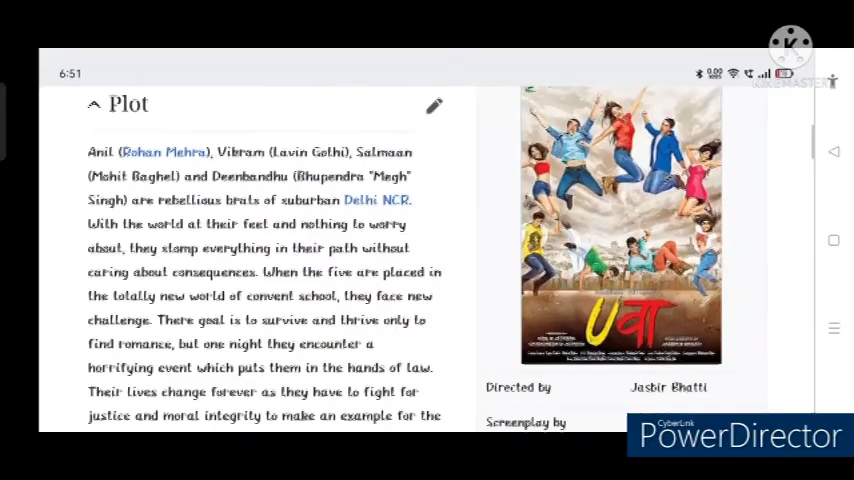 6:51
KINEMASTER
Plot
Anil (Rohan Mehra), Vikram (Lavin Gothi), Salmaan
(Mohit Baghel) and Deenbandhu (Bhupendra "Megh"
Singh) are rebellious brats of suburban Delhi NCR.
With the world at their feet and nothing to worry
about, they stomp everything in their path without
caring about consequences. When the five are placed in
the totally new world of convent school, they face new
challenge. There goal is to survive and thrive only to
find romance, but one night they encounter a
horrifying event which puts them in the hands of law.
Their lives change forever as they have to fight for
justice and moral integrity to make an example for the
Uवा
Directed by Jasbir Bhatti
Screenplay by
CyberLink
PowerDirector